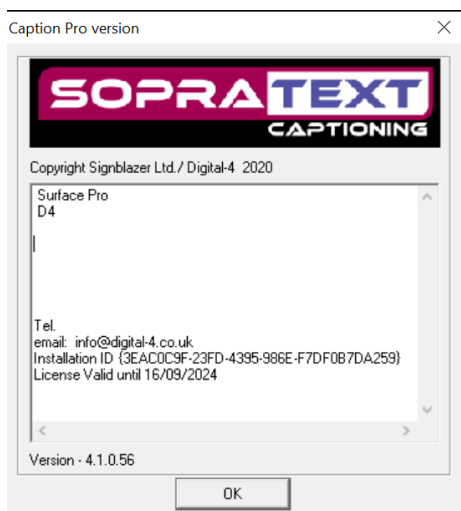 Caption Pro version
SOPRATEXT
CAPTIONING
Copyright Signblazer Ltd./ Digital-4 2020
Surface Pro
D4
Tel.
email: info@digital-4.co.uk
Installation ID {3EAC0C9F-23FD-4395-986E-F7DF0B7DA259}
License Valid until 16/09/2024
Version - 4.1.0.56
OK